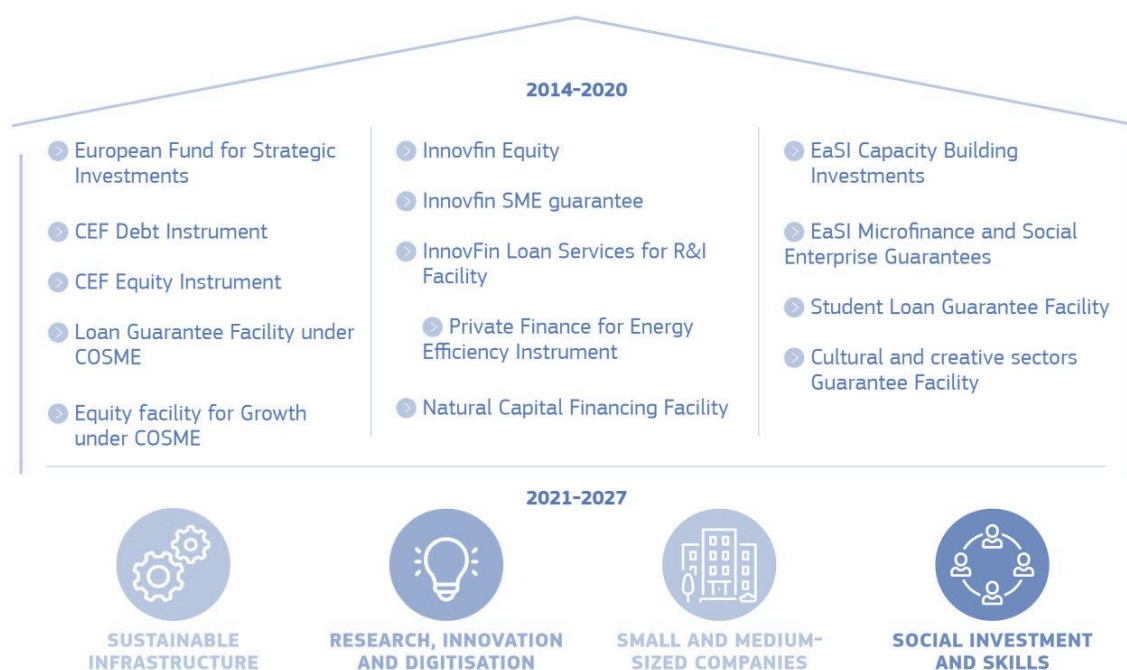 2014-2020
European Fund for Strategic
Investments
CEF Debt Instrument
CEF Equity Instrument
Loan Guarantee Facility under
COSME
Equity facility for Growth
under COSME
Innovfin Equity
Innovfin SME guarantee
InnovFin Loan Services for R&I
Facility
Private Finance for Energy
Efficiency Instrument
Natural Capital Financing Facility
EaSI Capacity Building
Investments
EaSI Microfinance and Social
Enterprise Guarantees
Student Loan Guarantee Facility
Cultural and creative sectors
Guarantee Facility
2021-2027
SUSTAINABLE
INFRASTRUCTURE
RESEARCH, INNOVATION
AND DIGITISATION
SMALL AND MEDIUM-
SIZED COMPANIES
SOCIAL INVESTMENT
AND SKILLS